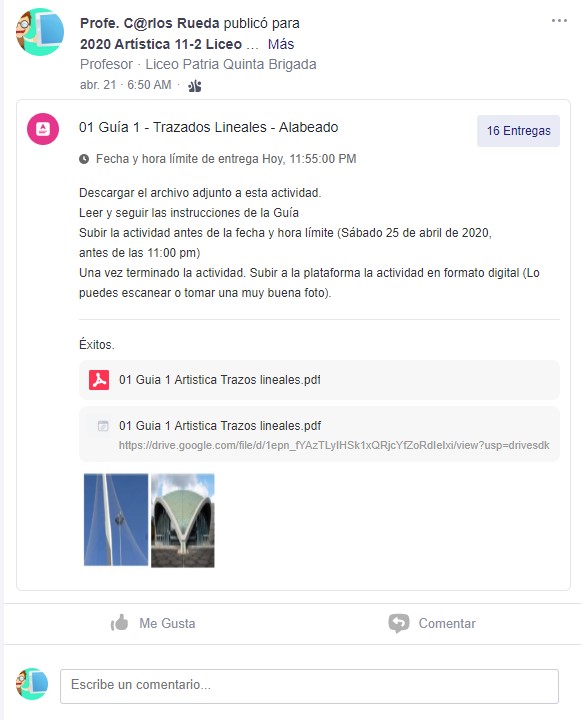 Profe. C@rlos Rueda publicó para
2020 Artística 11-2 Liceo ... Más
Profesor · Liceo Patria Quinta Brigada
abr. 21 · 6:50 AM ·
01 Guía 1 - Trazados Lineales - Alabeado
16 Entregas
Fecha y hora límite de entrega Hoy, 11:55:00 PM
Descargar el archivo adjunto a esta actividad.
Leer y seguir las instrucciones de la Guía
Subir la actividad antes de la fecha y hora límite (Sábado 25 de abril de 2020,
antes de las 11:00 pm)
Una vez terminado la actividad. Subir a la plataforma la actividad en formato digital (Lo
puedes escanear o tomar una muy buena foto).
Éxitos.
01 Guia 1 Artistica Trazos lineales.pdf
01 Guia 1 Artistica Trazos lineales.pdf
https://drive.google.com/file/d/1epn_fYAzTLyIHSk1xQRjcYfZoRdIelxi/view?usp=drivesdk
Me Gusta
Comentar
Escribe un comentario...